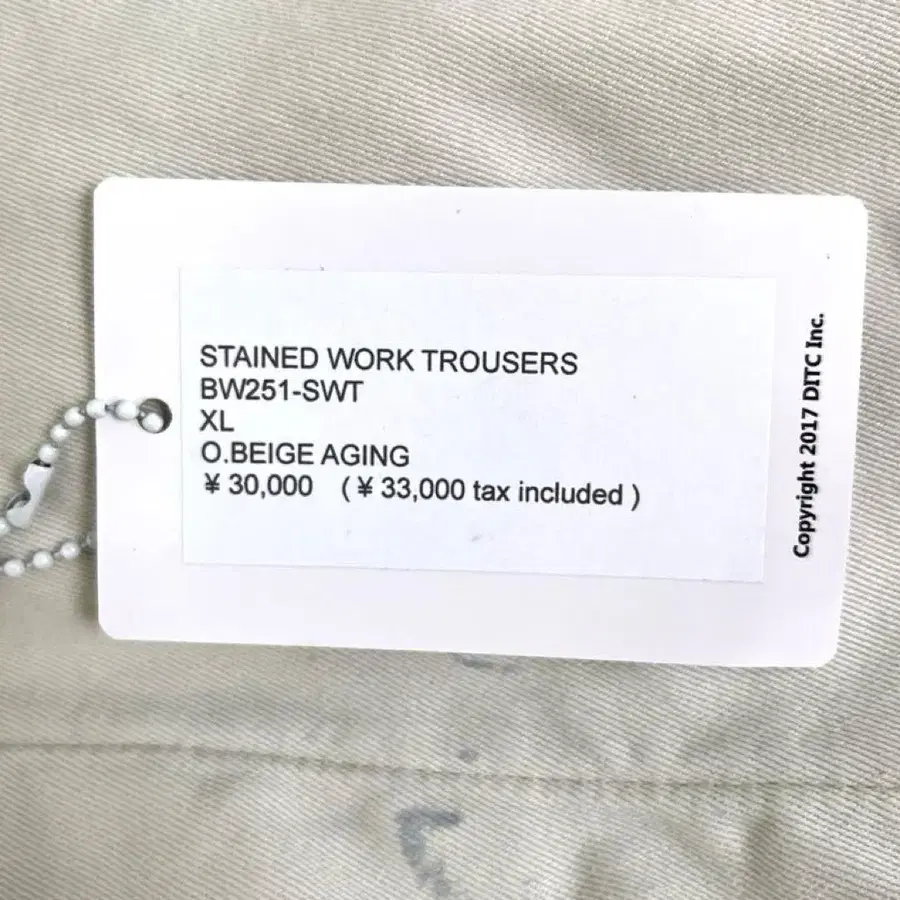 STAINED WORK TROUSERS
BW251-SWT
XL
O.BEIGE AGING
¥ 30,000 ( ¥ 33,000 tax included )
Copyright 2017 DITC Inc.